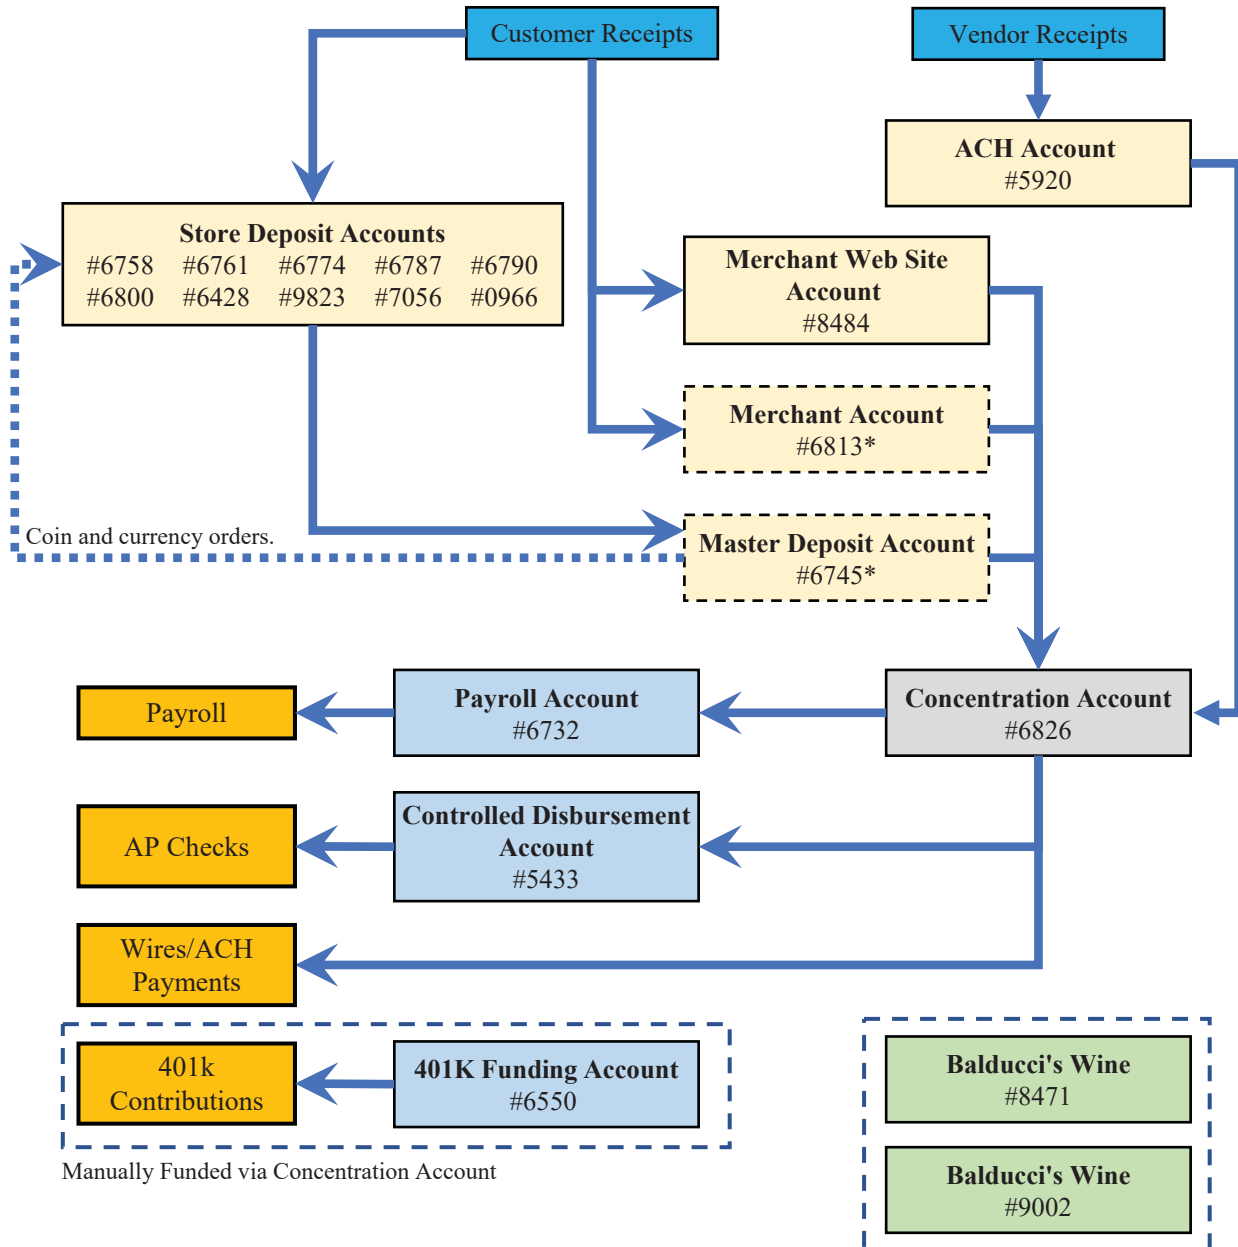 Customer Receipts
Vendor Receipts
ACH Account
#5920
Store Deposit Accounts
#6758 #6761 #6774 #6787 #6790
#6800 #6428 #9823 #7056 #0966
Merchant Web Site
Account
#8484
Merchant Account
#6813*
Coin and currency orders.
Master Deposit Account
#6745*
Payroll
Payroll Account
#6732
Concentration Account
#6826
AP Checks
Controlled Disbursement
Account
#5433
Wires/ACH
Payments
401k
Contributions
401K Funding Account
#6550
Manually Funded via Concentration Account
Balducci's Wine
#8471
Balducci's Wine
#9002